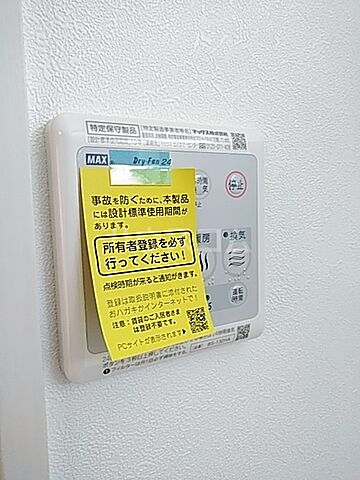 特定保守製品
MAX Dry-Fan 24
停止
事故を防ぐために、本製品
には設計標準使用期間が
あります。
所有者登録を必ず
行ってください!
点検時期が来ると通知がきます。
登録は取扱説明書に添付された
おハガキかインターネットで!
注意:賃貸のご入居者さま
は登録不要です。
PCサイトが表示されます
暖房
換気
運転
時間